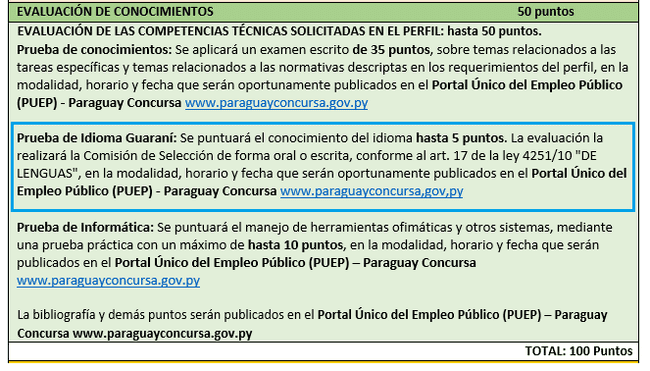 EVALUACIÓN DE CONOCIMIENTOS 50 puntos
EVALUACIÓN DE LAS COMPETENCIAS TÉCNICAS SOLICITADAS EN EL PERFIL: hasta 50 puntos.
Prueba de conocimientos: Se aplicará un examen escrito de 35 puntos, sobre temas relacionados a las
tareas específicas y temas relacionados a las normativas descriptas en los requerimientos del perfil, en la
modalidad, horario y fecha que serán oportunamente publicados en el Portal Único del Empleo Público
(PUEP) - Paraguay Concursa www.paraguayconcursa.gov.py
Prueba de Idioma Guaraní: Se puntuará el conocimiento del idioma hasta 5 puntos. La evaluación la
realizará la Comisión de Selección de forma oral o escrita, conforme al art. 17 de la ley 4251/10 "DE
LENGUAS", en la modalidad, horario y fecha que serán oportunamente publicados en el Portal Único del
Empleo Público (PUEP) - Paraguay Concursa www.paraguayconcursa,gov,py
Prueba de Informática: Se puntuará el manejo de herramientas ofimáticas y otros sistemas, mediante
una prueba práctica con un máximo de hasta 10 puntos, en la modalidad, horario y fecha que serán
publicados en el Portal Único del Empleo Público (PUEP) – Paraguay Concursa
www.paraguayconcursa.gov.py
La bibliografía y demás puntos serán publicados en el Portal Único del Empleo Público (PUEP) – Paraguay
Concursa www.paraguayconcursa.gov.py
TOTAL: 100 Puntos